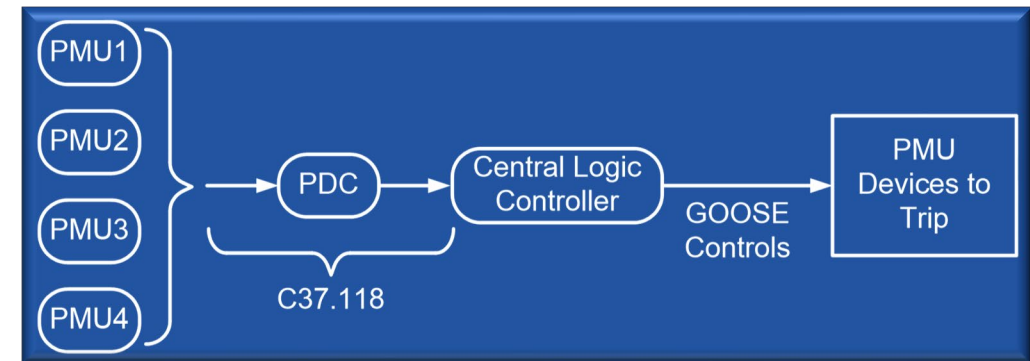 PMU1
PMU2
PMU3
PMU4
PDC
C37.118
Central Logic
Controller
GOOSE
Controls
PMU
Devices to
Trip